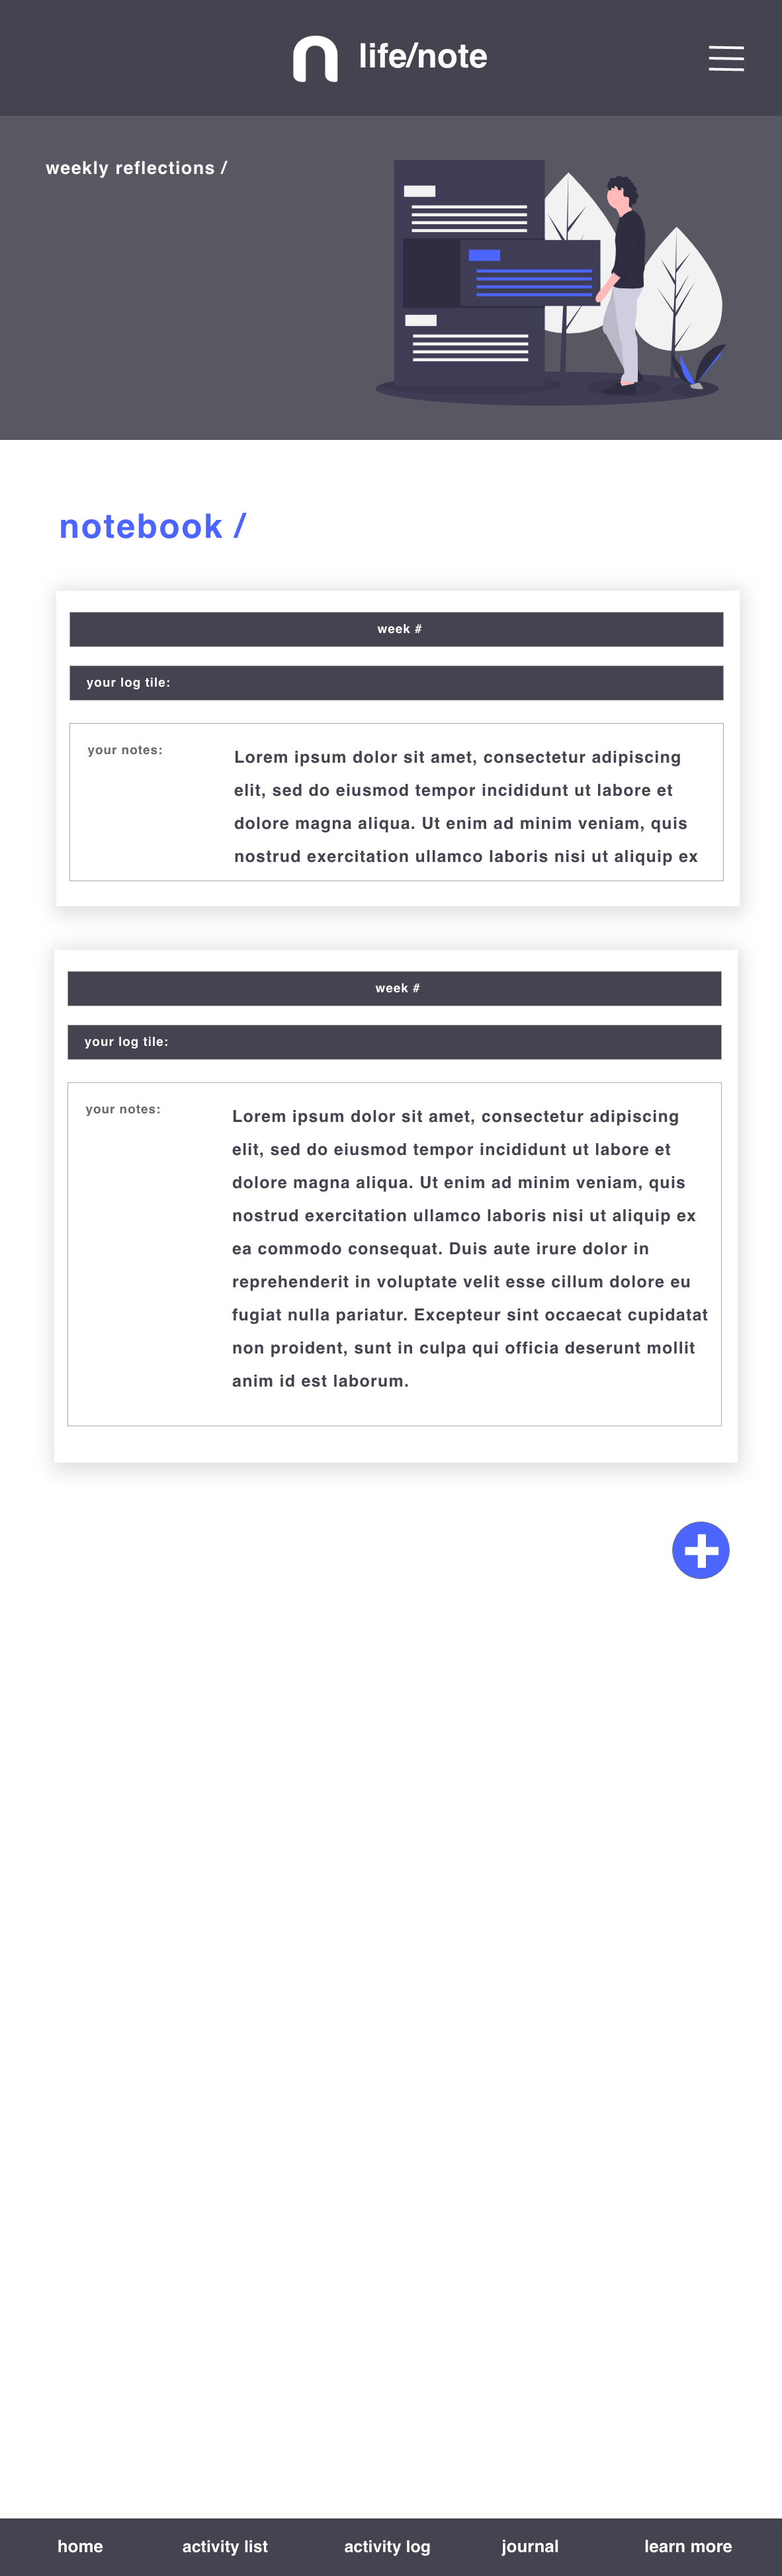 life/note
weekly reflections /
notebook /
week #
your log tile:
your notes:
Lorem ipsum dolor sit amet, consectetur adipiscing
elit, sed do eiusmod tempor incididunt ut labore et
dolore magna aliqua. Ut enim ad minim veniam, quis
nostrud exercitation ullamco laboris nisi ut aliquip ex
week #
your log tile:
your notes:
Lorem ipsum dolor sit amet, consectetur adipiscing
elit, sed do eiusmod tempor incididunt ut labore et
dolore magna aliqua. Ut enim ad minim veniam, quis
nostrud exercitation ullamco laboris nisi ut aliquip ex
ea commodo consequat. Duis aute irure dolor in
reprehenderit in voluptate velit esse cillum dolore eu
fugiat nulla pariatur. Excepteur sint occaecat cupidatat
non proident, sunt in culpa qui officia deserunt mollit
anim id est laborum.
home activity list activity log journal learn more